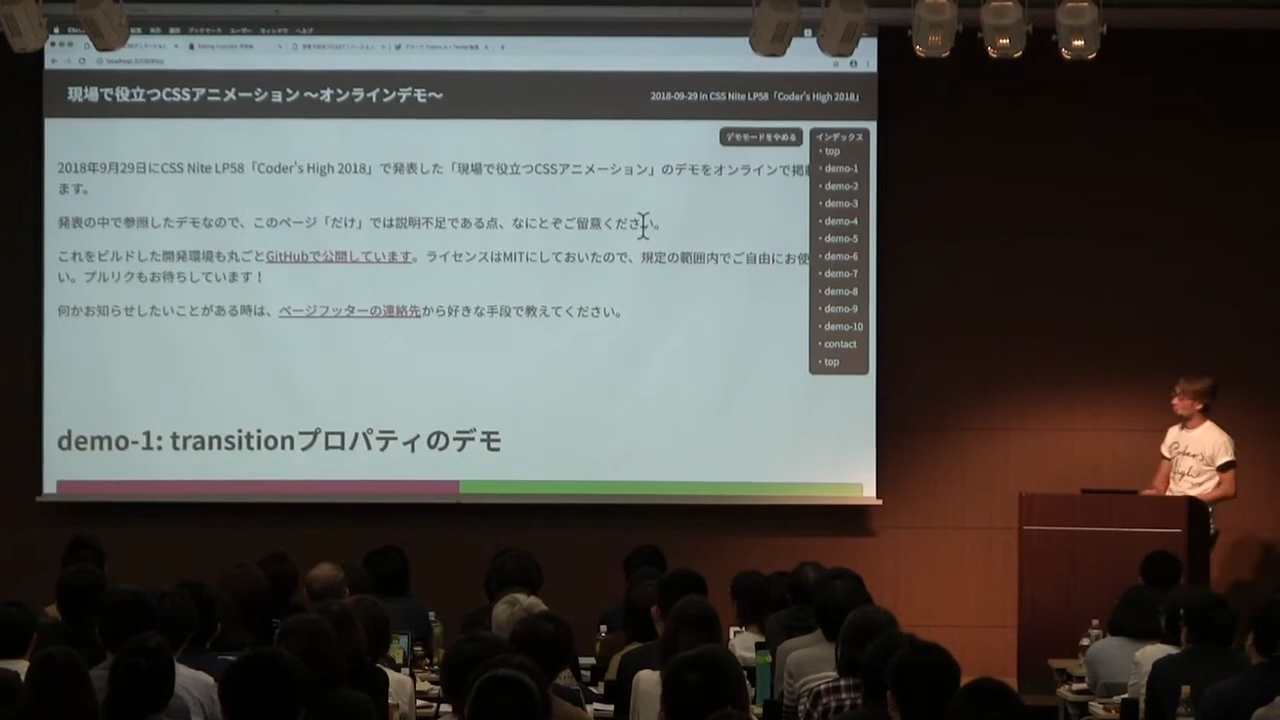 現場で役立つCSSアニメーション 〜オンラインデモ〜
2018-09-29 in CSS Nite LP58「Coder's High 2018」
デモモードをやめる
インデックス
・top
・demo-1
・demo-2
・demo-3
・demo-4
・demo-5
・demo-6
・demo-7
・demo-8
・demo-9
・demo-10
・contact
・top
2018年9月29日にCSS Nite LP58「Coder's High 2018」で発表した「現場で役立つCSSアニメーション」のデモをオンラインで掲
ます。
発表の中で参照したデモなので、このページ「だけ」では説明不足である点、なにとぞご留意ください。
これをビルドした開発環境も丸ごとGitHubで公開しています。ライセンスはMITにしておいたので、規定の範囲内でご自由にお使
い。プルリクもお待ちしています！
何かお知らせしたいことがある時は、ページフッターの連絡先から好きな手段で教えてください。
demo-1: transitionプロパティのデモ
Coder's
High